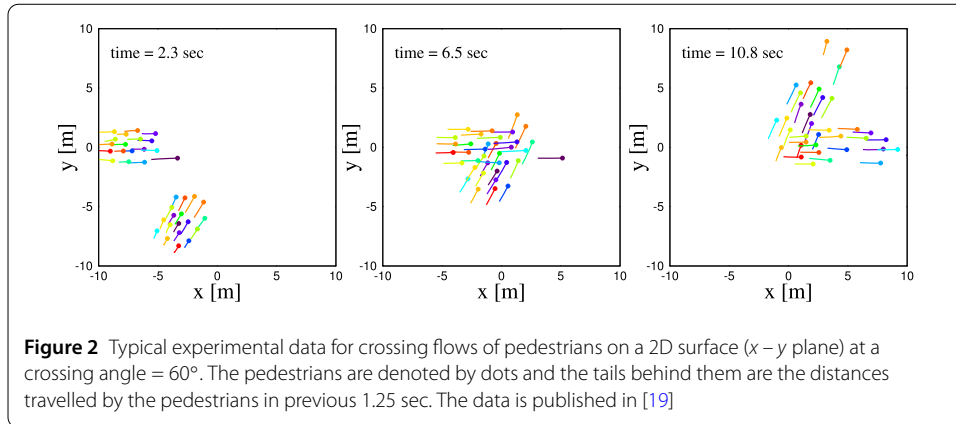 10
5
0
-5
-10
-10
-5
0
5
10
y [m]
x [m]
time = 2.3 sec
10
5
0
-5
-10
-10
-5
0
5
10
y [m]
x [m]
time = 6.5 sec
10
5
0
-5
-10
-10
-5
0
5
10
y [m]
x [m]
time = 10.8 sec
Figure 2 Typical experimental data for crossing flows of pedestrians on a 2D surface (x – y plane) at a
crossing angle = 60°. The pedestrians are denoted by dots and the tails behind them are the distances
travelled by the pedestrians in previous 1.25 sec. The data is published in [19]